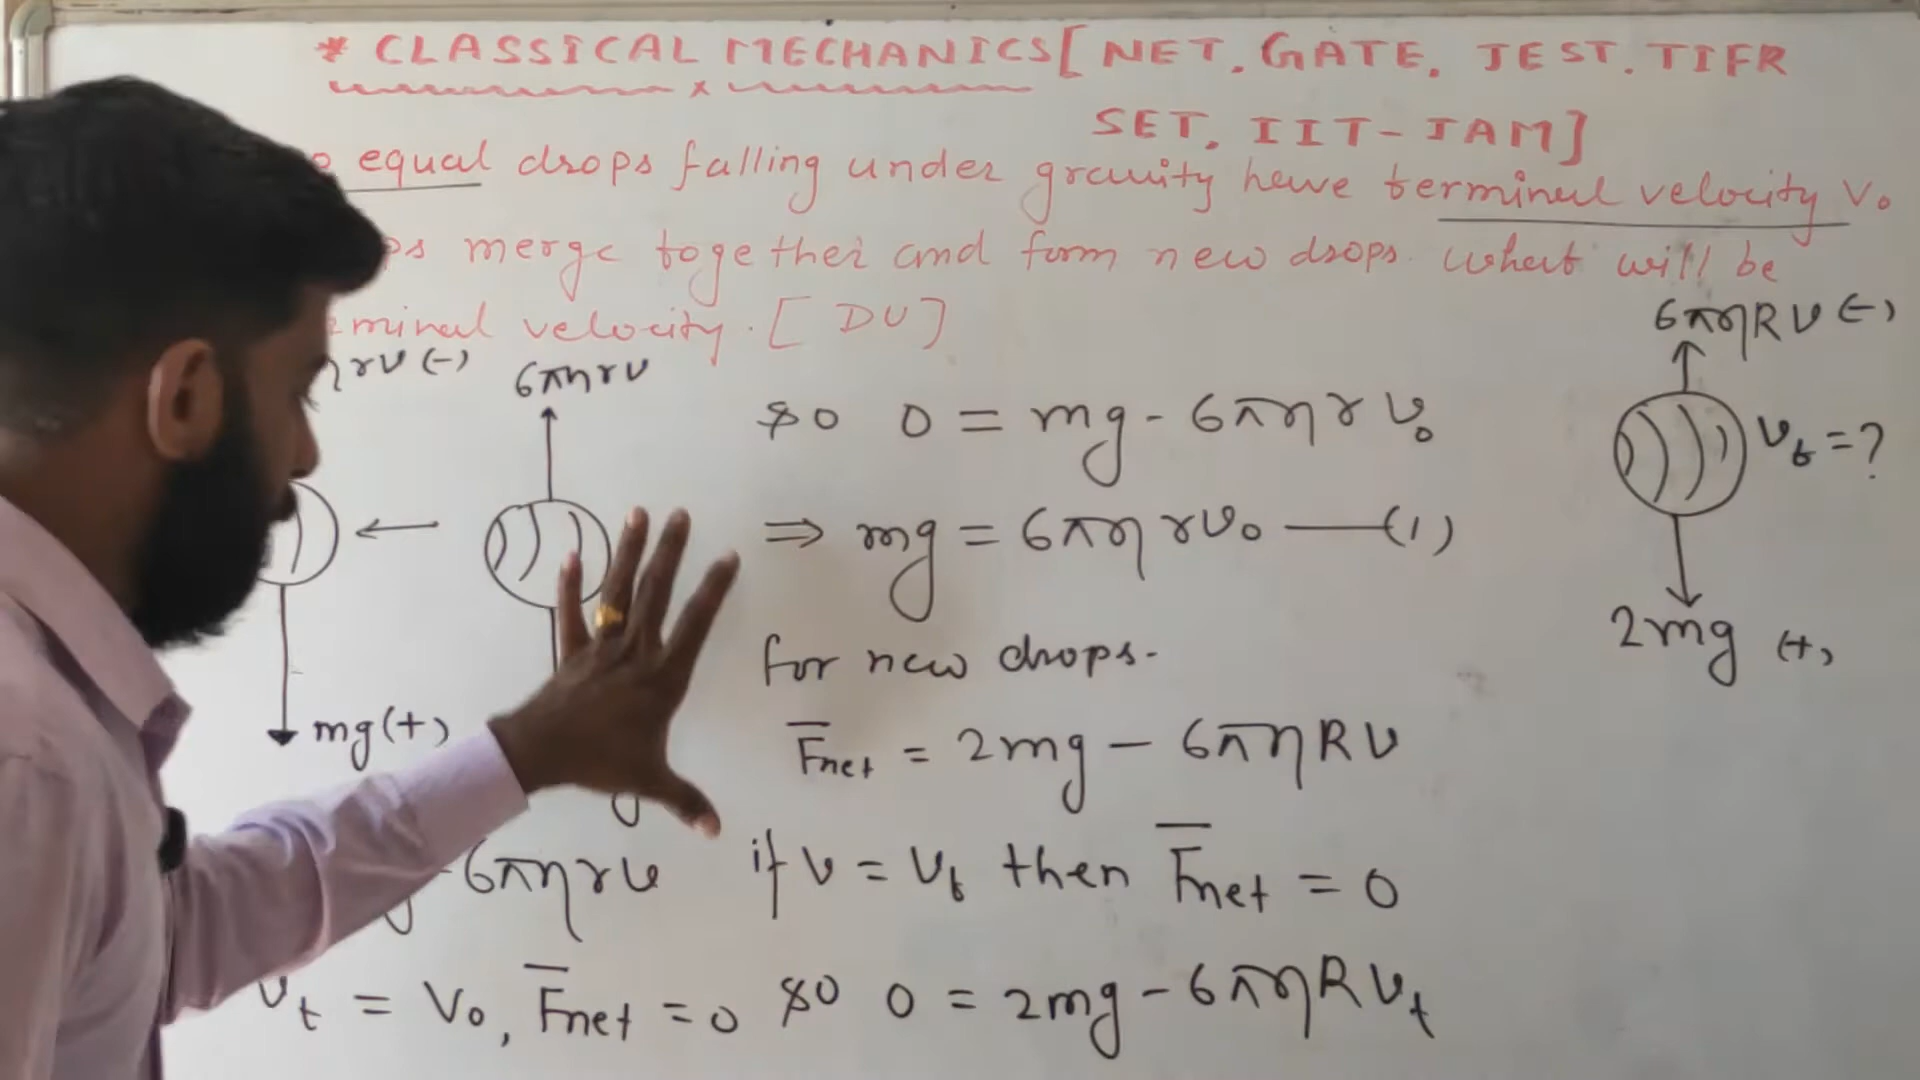 * CLASSICAL MECHANICS [ NET, GATE, JEST, TIFR
SET, IIT-JAM ]
equal drops falling under gravity have terminal velocity V₀
merge together and form new drops. what will be
velocity. [ DU ]
ηrv (-)
6πηrv
mg (+)
6πηrv
v_t = V₀, F̅net = 0
so 0 = mg - 6πηrv₀
⇒ mg = 6πηrv₀ —(1)
for new drops.
F̅net = 2mg - 6πηRv
if v = v_t then F̅net = 0
so 0 = 2mg - 6πηRv_t
6πηRv (-)
v_t = ?
2mg (+)